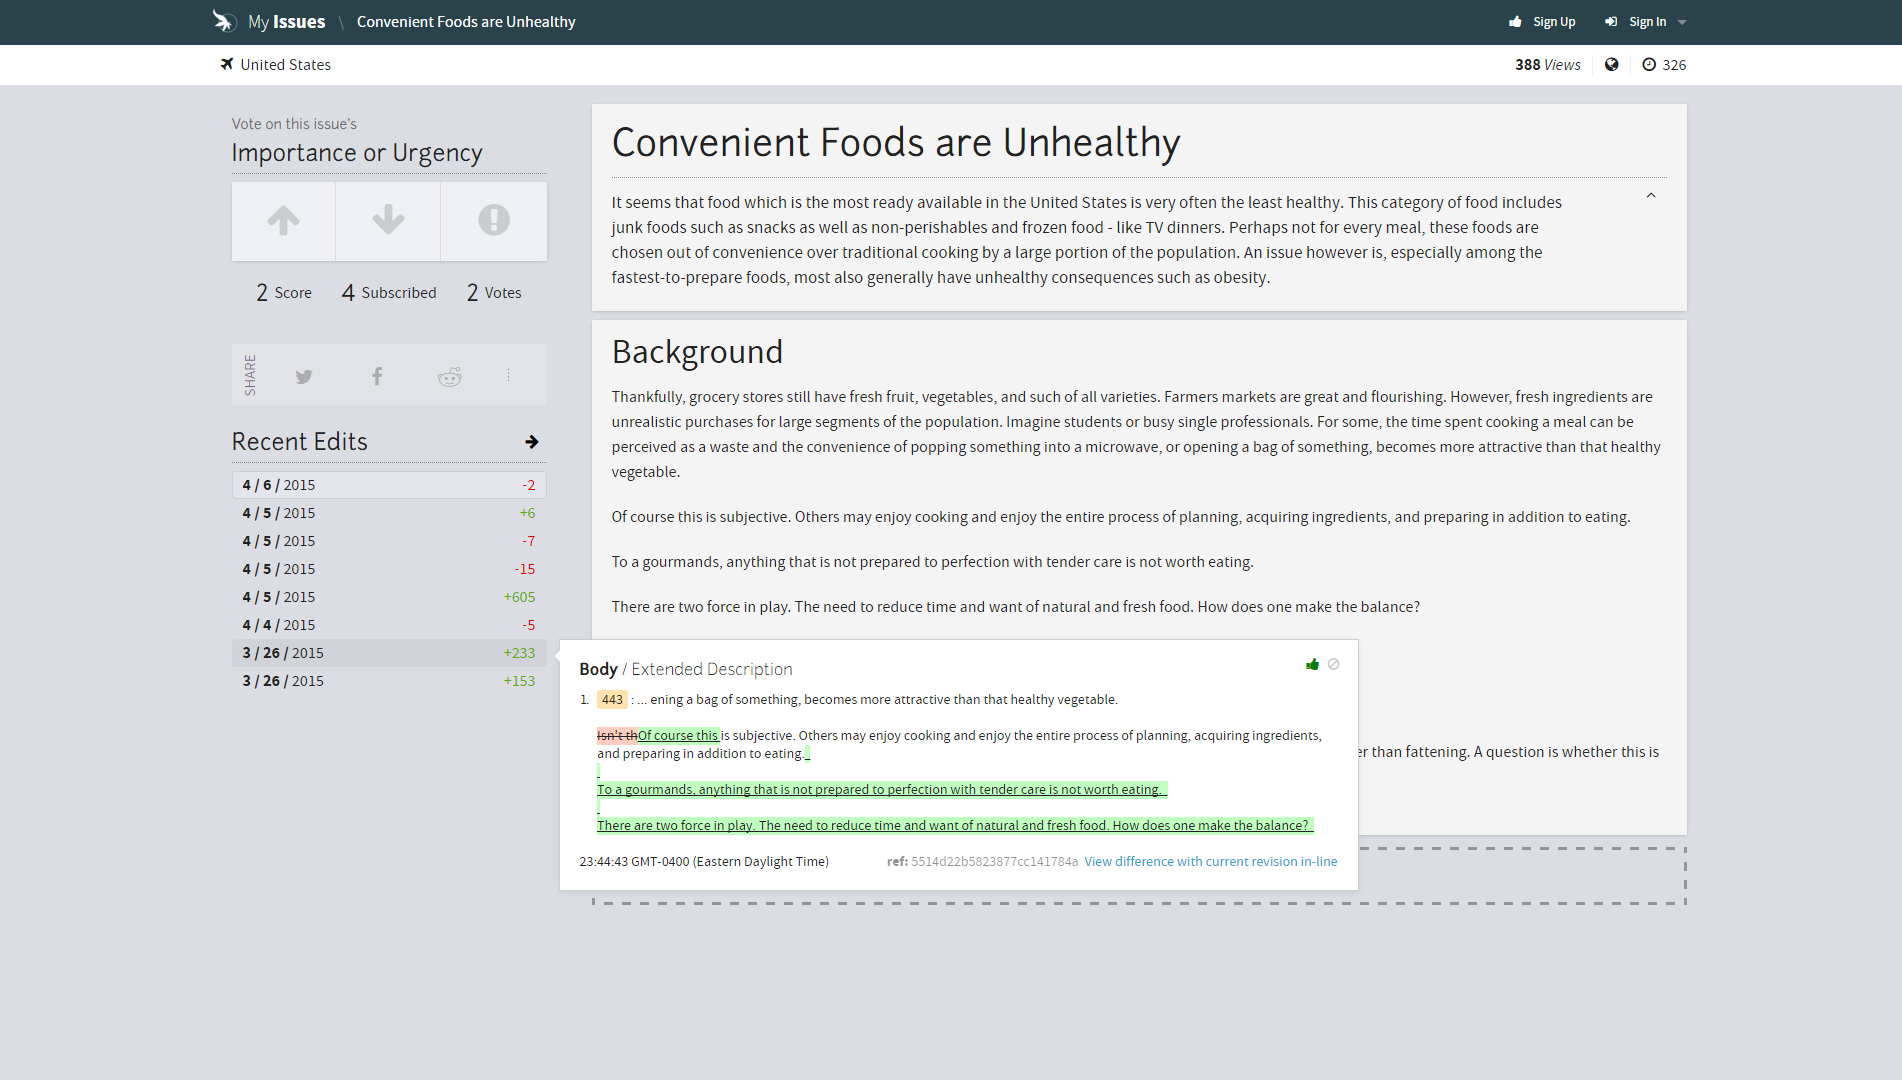 My Issues \ Convenient Foods are Unhealthy
Sign Up
Sign In
United States
388 Views
326
Vote on this issue's
Importance or Urgency
2 Score 4 Subscribed 2 Votes
SHARE
Recent Edits
4 / 6 / 2015 -2
4 / 5 / 2015 +6
4 / 5 / 2015 -7
4 / 5 / 2015 -15
4 / 5 / 2015 +605
4 / 4 / 2015 -5
3 / 26 / 2015 +233
3 / 26 / 2015 +153
Convenient Foods are Unhealthy
It seems that food which is the most ready available in the United States is very often the least healthy. This category of food includes
junk foods such as snacks as well as non-perishables and frozen food - like TV dinners. Perhaps not for every meal, these foods are
chosen out of convenience over traditional cooking by a large portion of the population. An issue however is, especially among the
fastest-to-prepare foods, most also generally have unhealthy consequences such as obesity.
Background
Thankfully, grocery stores still have fresh fruit, vegetables, and such of all varieties. Farmers markets are great and flourishing. However, fresh ingredients are
unrealistic purchases for large segments of the population. Imagine students or busy single professionals. For some, the time spent cooking a meal can be
perceived as a waste and the convenience of popping something into a microwave, or opening a bag of something, becomes more attractive than that healthy
vegetable.
Of course this is subjective. Others may enjoy cooking and enjoy the entire process of planning, acquiring ingredients, and preparing in addition to eating.
To a gourmands, anything that is not prepared to perfection with tender care is not worth eating.
There are two force in play. The need to reduce time and want of natural and fresh food. How does one make the balance?
er than fattening. A question is whether this is
Body / Extended Description
1. 443 : ... ening a bag of something, becomes more attractive than that healthy vegetable.
Isn't thOf course this is subjective. Others may enjoy cooking and enjoy the entire process of planning, acquiring ingredients,
and preparing in addition to eating.
To a gourmands, anything that is not prepared to perfection with tender care is not worth eating.
There are two force in play. The need to reduce time and want of natural and fresh food. How does one make the balance?
23:44:43 GMT-0400 (Eastern Daylight Time) ref: 5514d22b5823877cc141784a View difference with current revision in-line